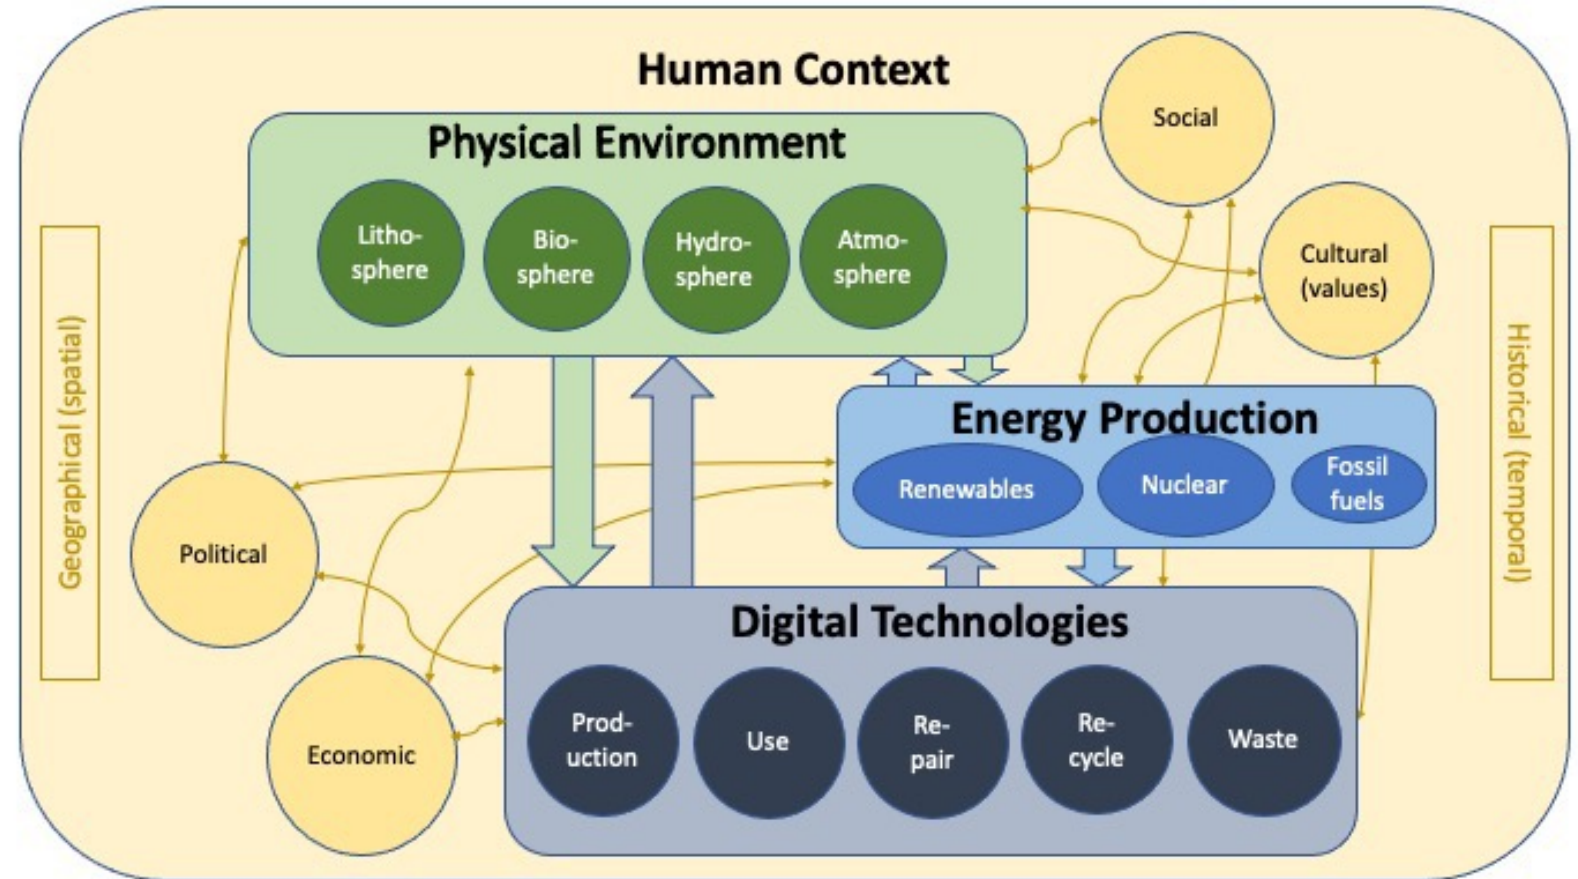 Human Context
Social
Physical Environment
Litho-
sphere
Bio-
sphere
Hydro-
sphere
Atmo-
sphere
Cultural
(values)
Geographical (spatial)
Historical (temporal)
Energy Production
Renewables
Nuclear
Fossil
fuels
Political
Digital Technologies
Economic
Prod-
uction
Use
Re-
pair
Re-
cycle
Waste